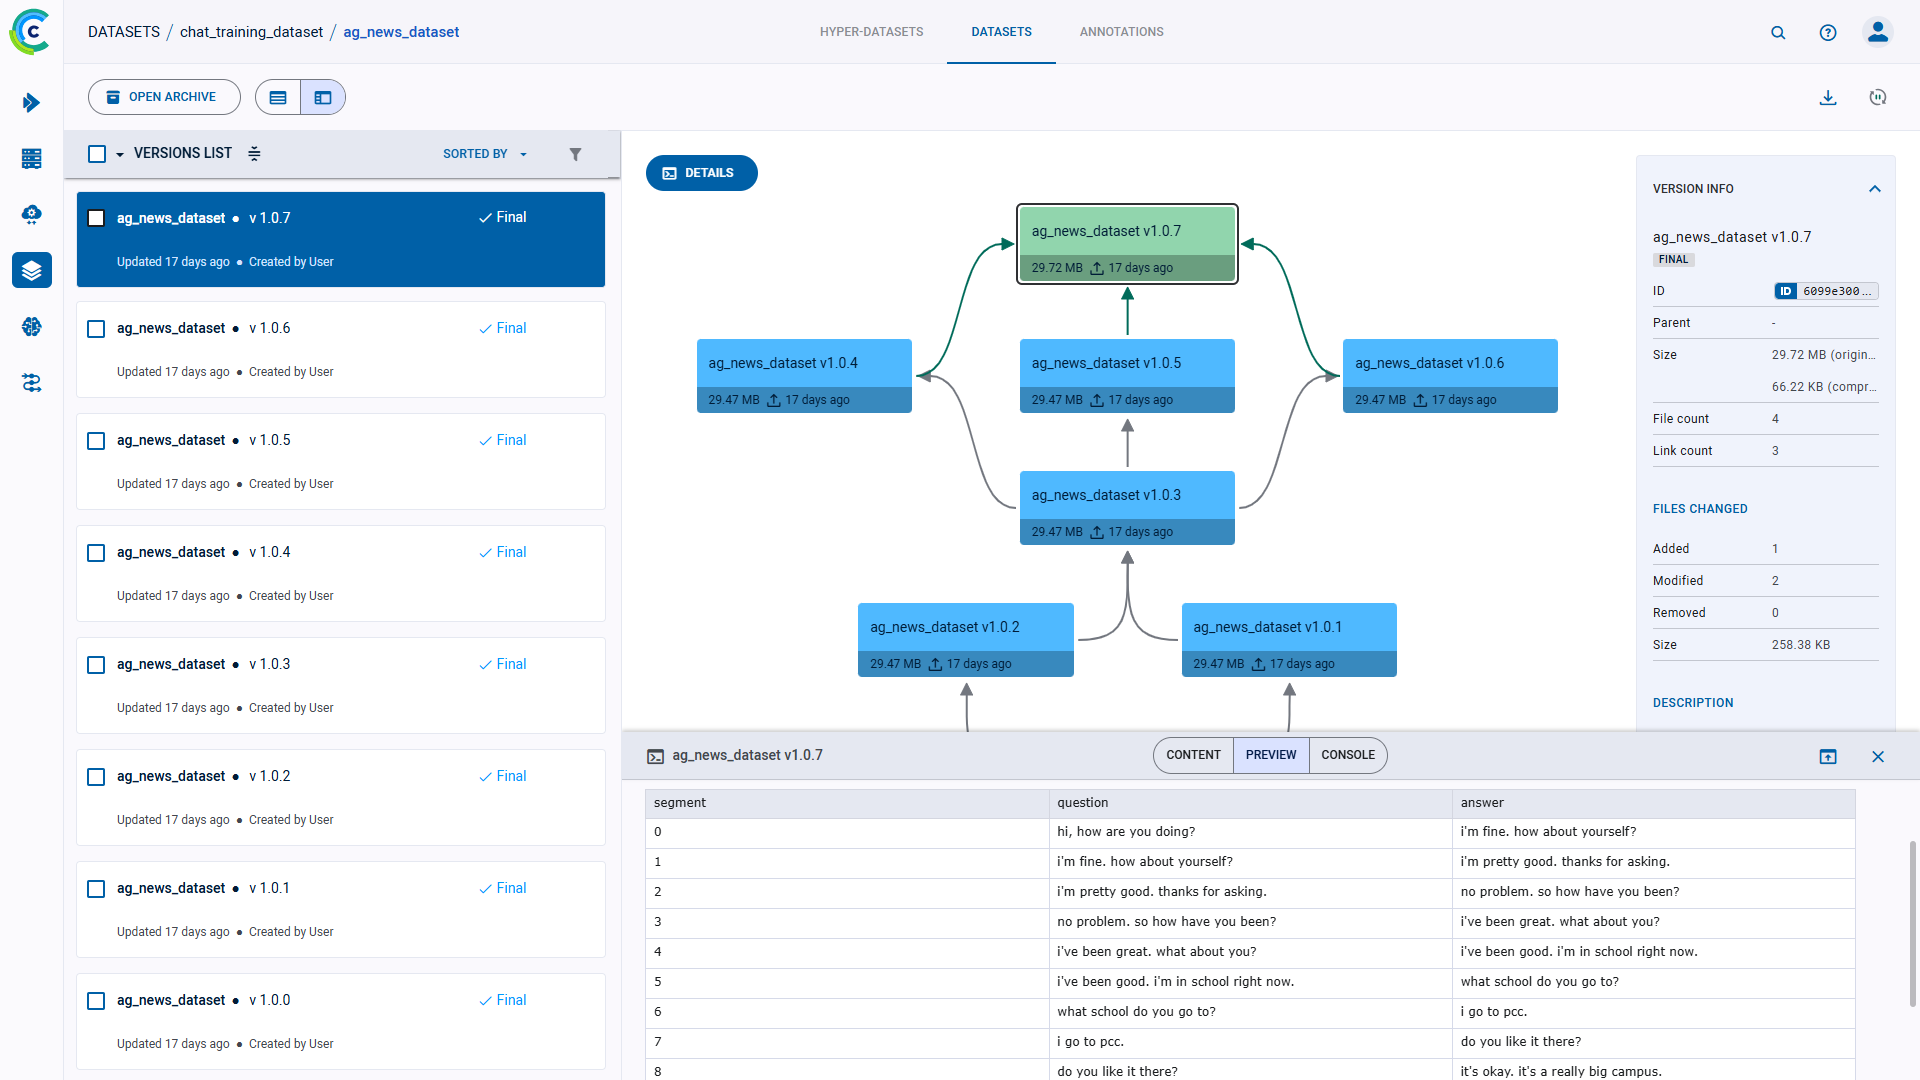 DATASETS / chat_training_dataset / ag_news_dataset
HYPER-DATASETS
DATASETS
ANNOTATIONS
OPEN ARCHIVE
VERSIONS LIST
SORTED BY
ag_news_dataset • v 1.0.7
Final
Updated 17 days ago • Created by User
ag_news_dataset • v 1.0.6
Final
Updated 17 days ago • Created by User
ag_news_dataset • v 1.0.5
Final
Updated 17 days ago • Created by User
ag_news_dataset • v 1.0.4
Final
Updated 17 days ago • Created by User
ag_news_dataset • v 1.0.3
Final
Updated 17 days ago • Created by User
ag_news_dataset • v 1.0.2
Final
Updated 17 days ago • Created by User
ag_news_dataset • v 1.0.1
Final
Updated 17 days ago • Created by User
ag_news_dataset • v 1.0.0
Final
Updated 17 days ago • Created by User
DETAILS
ag_news_dataset v1.0.7
29.72 MB 17 days ago
ag_news_dataset v1.0.4
29.47 MB 17 days ago
ag_news_dataset v1.0.5
29.47 MB 17 days ago
ag_news_dataset v1.0.6
29.47 MB 17 days ago
ag_news_dataset v1.0.3
29.47 MB 17 days ago
ag_news_dataset v1.0.2
29.47 MB 17 days ago
ag_news_dataset v1.0.1
29.47 MB 17 days ago
VERSION INFO
ag_news_dataset v1.0.7
FINAL
ID ID 6099e300...
Parent -
Size 29.72 MB (origin...
66.22 KB (compr...
File count 4
Link count 3
FILES CHANGED
Added 1
Modified 2
Removed 0
Size 258.38 KB
DESCRIPTION
ag_news_dataset v1.0.7
CONTENT
PREVIEW
CONSOLE
segment question answer
0 hi, how are you doing? i'm fine. how about yourself?
1 i'm fine. how about yourself? i'm pretty good. thanks for asking.
2 i'm pretty good. thanks for asking. no problem. so how have you been?
3 no problem. so how have you been? i've been great. what about you?
4 i've been great. what about you? i've been good. i'm in school right now.
5 i've been good. i'm in school right now. what school do you go to?
6 what school do you go to? i go to pcc.
7 i go to pcc. do you like it there?
8 do you like it there? it's okay. it's a really big campus.